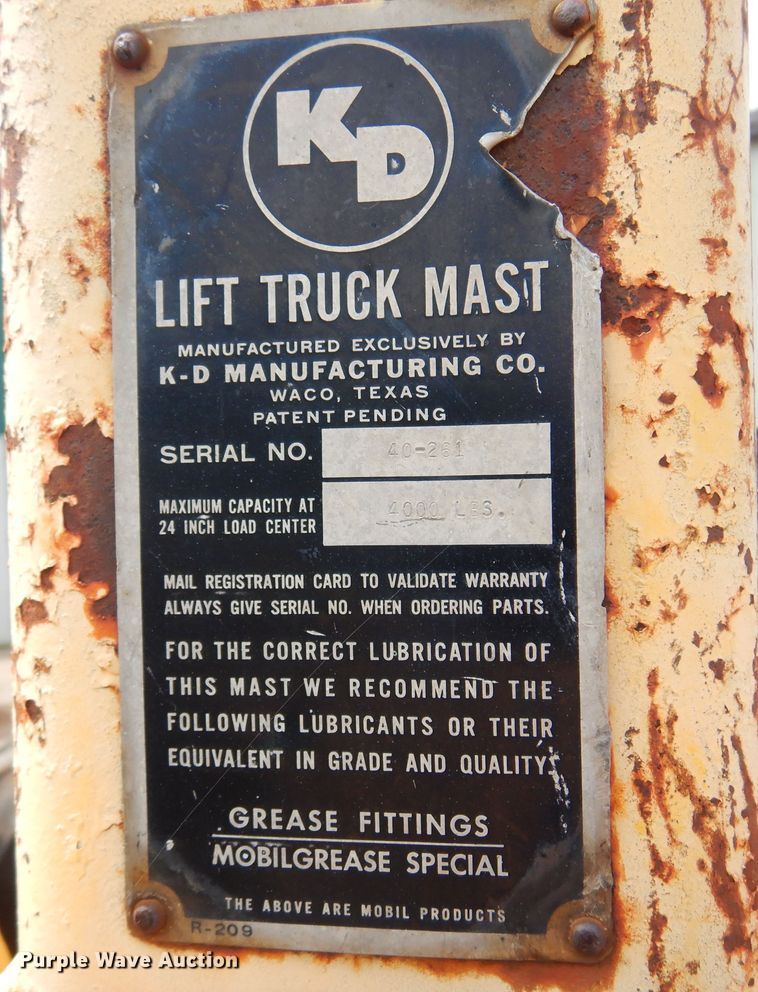 KD
LIFT TRUCK MAST
MANUFACTURED EXCLUSIVELY BY
K-D MANUFACTURING CO.
WACO, TEXAS
PATENT PENDING
SERIAL NO. 40-261
MAXIMUM CAPACITY AT
24 INCH LOAD CENTER 4000 LBS.
MAIL REGISTRATION CARD TO VALIDATE WARRANTY
ALWAYS GIVE SERIAL NO. WHEN ORDERING PARTS.
FOR THE CORRECT LUBRICATION OF
THIS MAST WE RECOMMEND THE
FOLLOWING LUBRICANTS OR THEIR
EQUIVALENT IN GRADE AND QUALITY:
GREASE FITTINGS
MOBILGREASE SPECIAL
THE ABOVE ARE MOBIL PRODUCTS
R-209
Purple Wave Auction